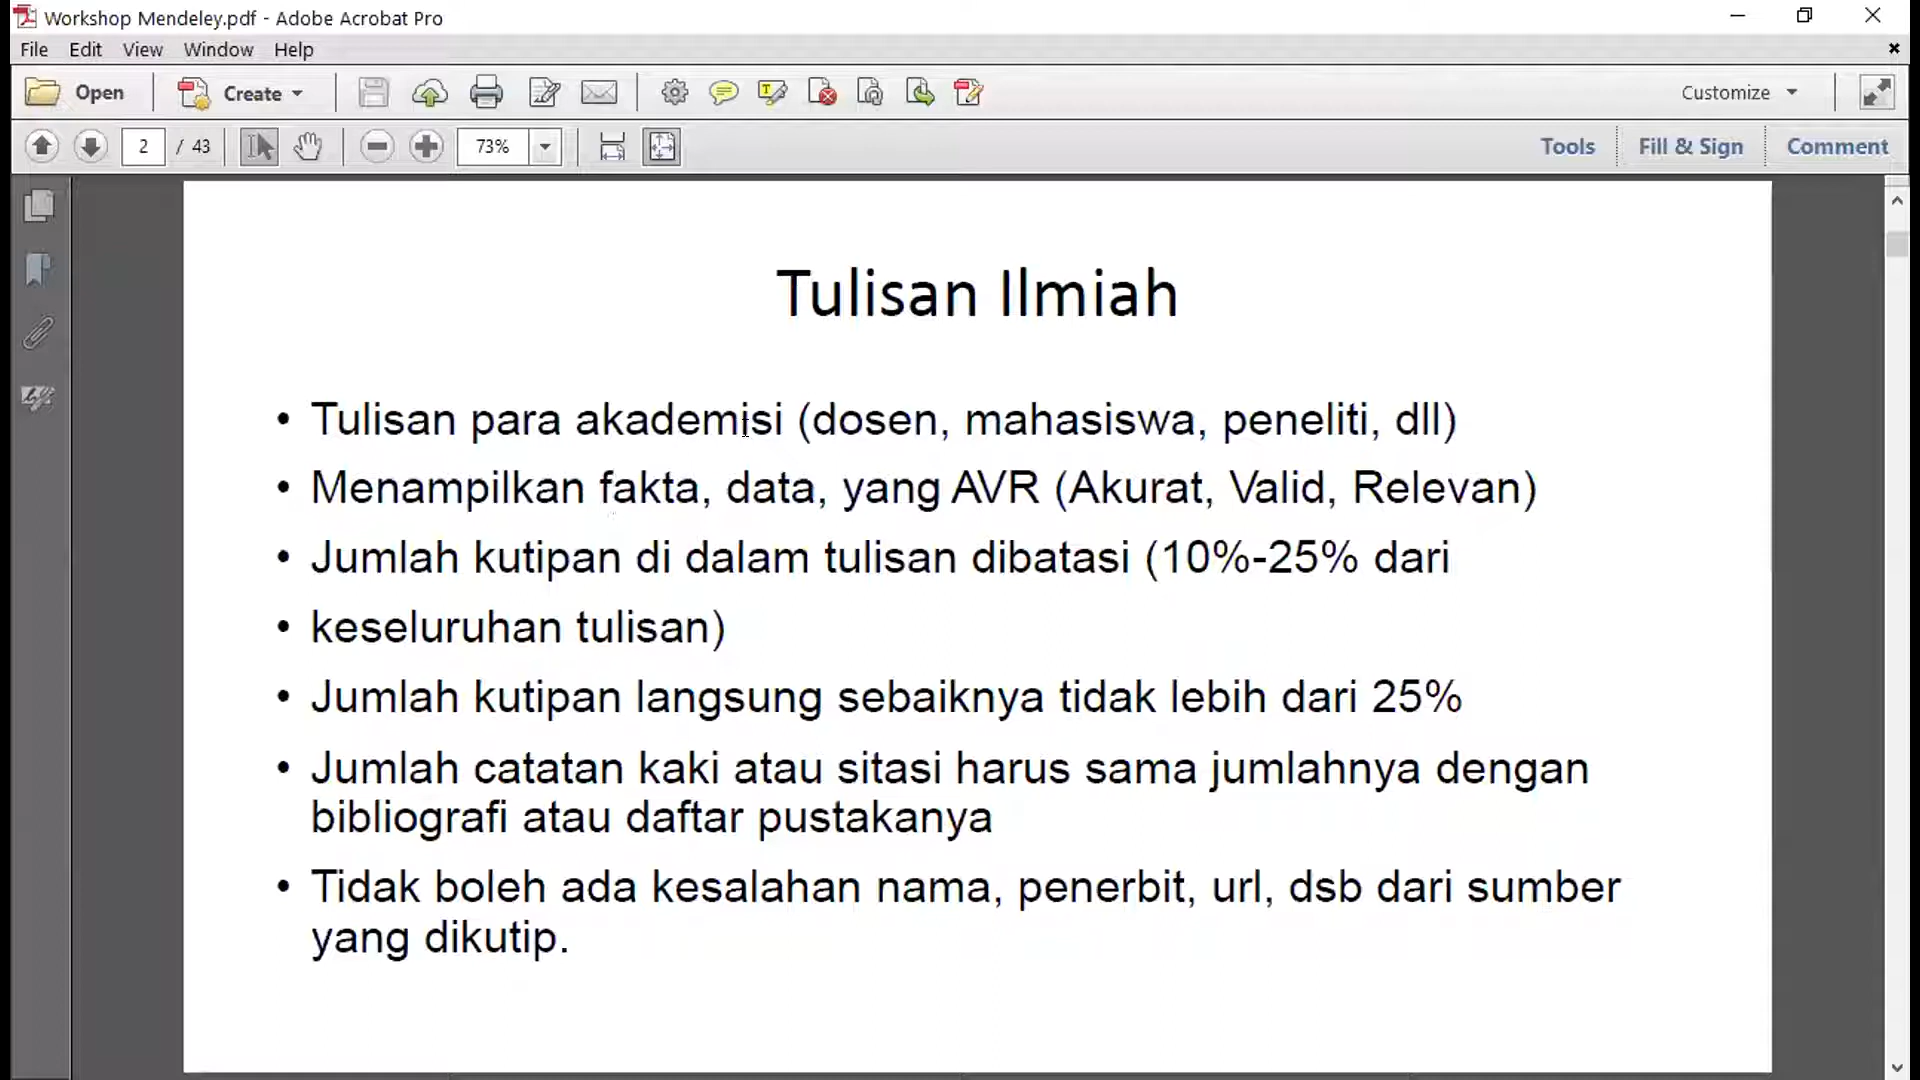 Workshop Mendeley.pdf - Adobe Acrobat Pro
File Edit View Window Help
Open Create Customize
2 / 43 73% Tools Fill & Sign Comment
Tulisan Ilmiah
• Tulisan para akademisi (dosen, mahasiswa, peneliti, dll)
• Menampilkan fakta, data, yang AVR (Akurat, Valid, Relevan)
• Jumlah kutipan di dalam tulisan dibatasi (10%-25% dari
• keseluruhan tulisan)
• Jumlah kutipan langsung sebaiknya tidak lebih dari 25%
• Jumlah catatan kaki atau sitasi harus sama jumlahnya dengan
bibliografi atau daftar pustakanya
• Tidak boleh ada kesalahan nama, penerbit, url, dsb dari sumber
yang dikutip.